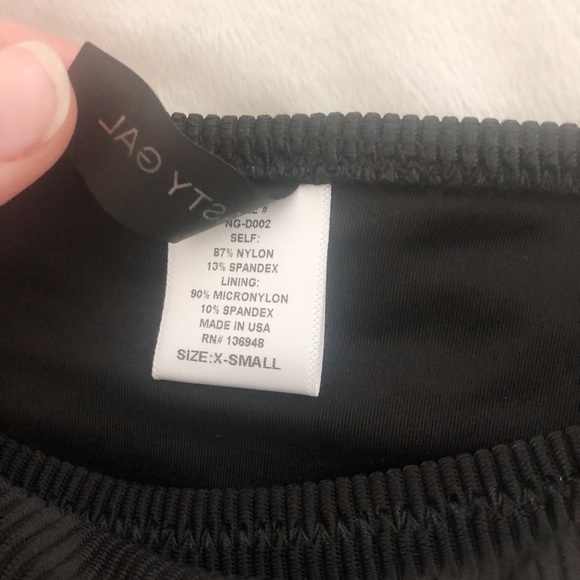 STY GAL
NG-D002
SELF:
87% NYLON
13% SPANDEX
LINING:
90% MICRONYLON
10% SPANDEX
MADE IN USA
RN# 136948
SIZE:X-SMALL